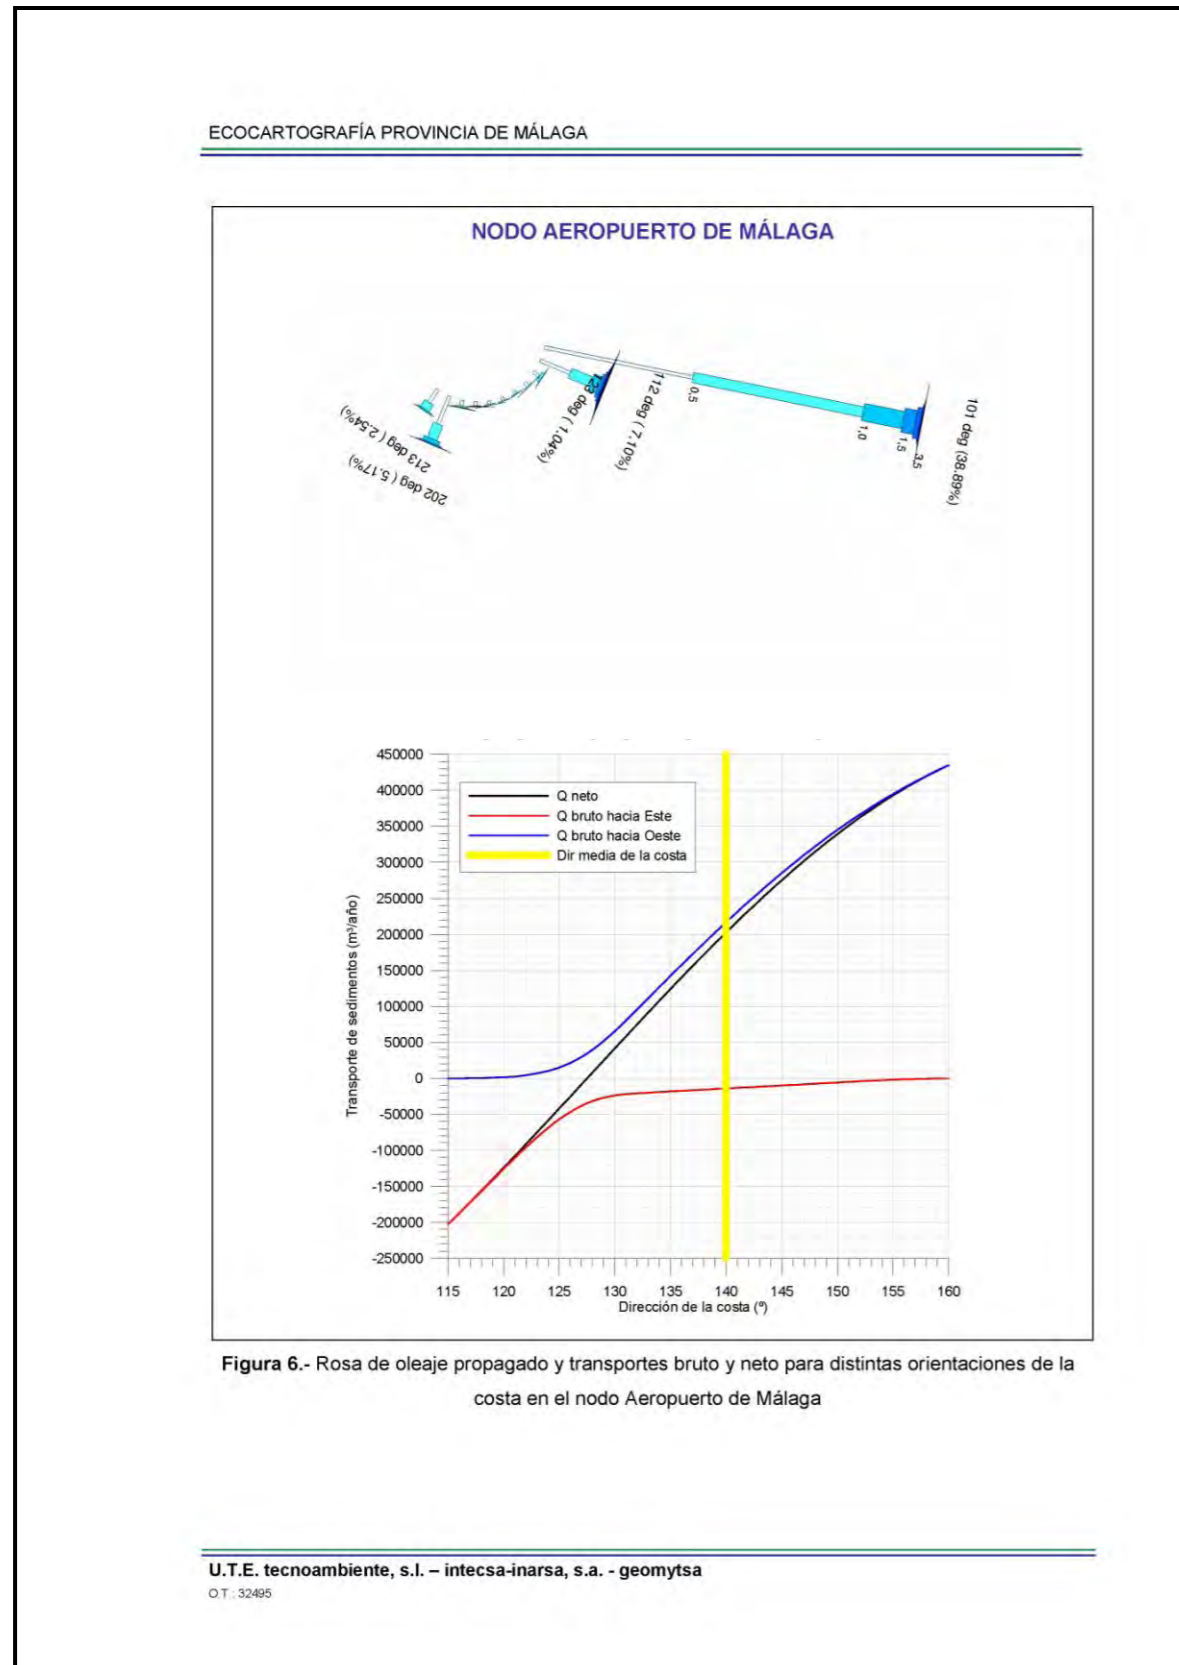 ECOCARTOGRAFÍA PROVINCIA DE MÁLAGA
NODO AEROPUERTO DE MÁLAGA
213 deg ( 2.54%)
202 deg ( 5.17%)
123 deg ( 1.04%)
112 deg ( 7.10%)
0,5
1,0
1,5
3,5
101 deg (38.89%)
450000
400000
350000
300000
250000
200000
150000
100000
50000
0
-50000
-100000
-150000
-200000
-250000
Transporte de sedimentos (m³/año)
Q neto
Q bruto hacia Este
Q bruto hacia Oeste
Dir media de la costa
115 120 125 130 135 140 145 150 155 160
Dirección de la costa (º)
Figura 6.- Rosa de oleaje propagado y transportes bruto y neto para distintas orientaciones de la
costa en el nodo Aeropuerto de Málaga
U.T.E. tecnoambiente, s.l. – intecsa-inarsa, s.a. - geomytsa
O.T.: 32495